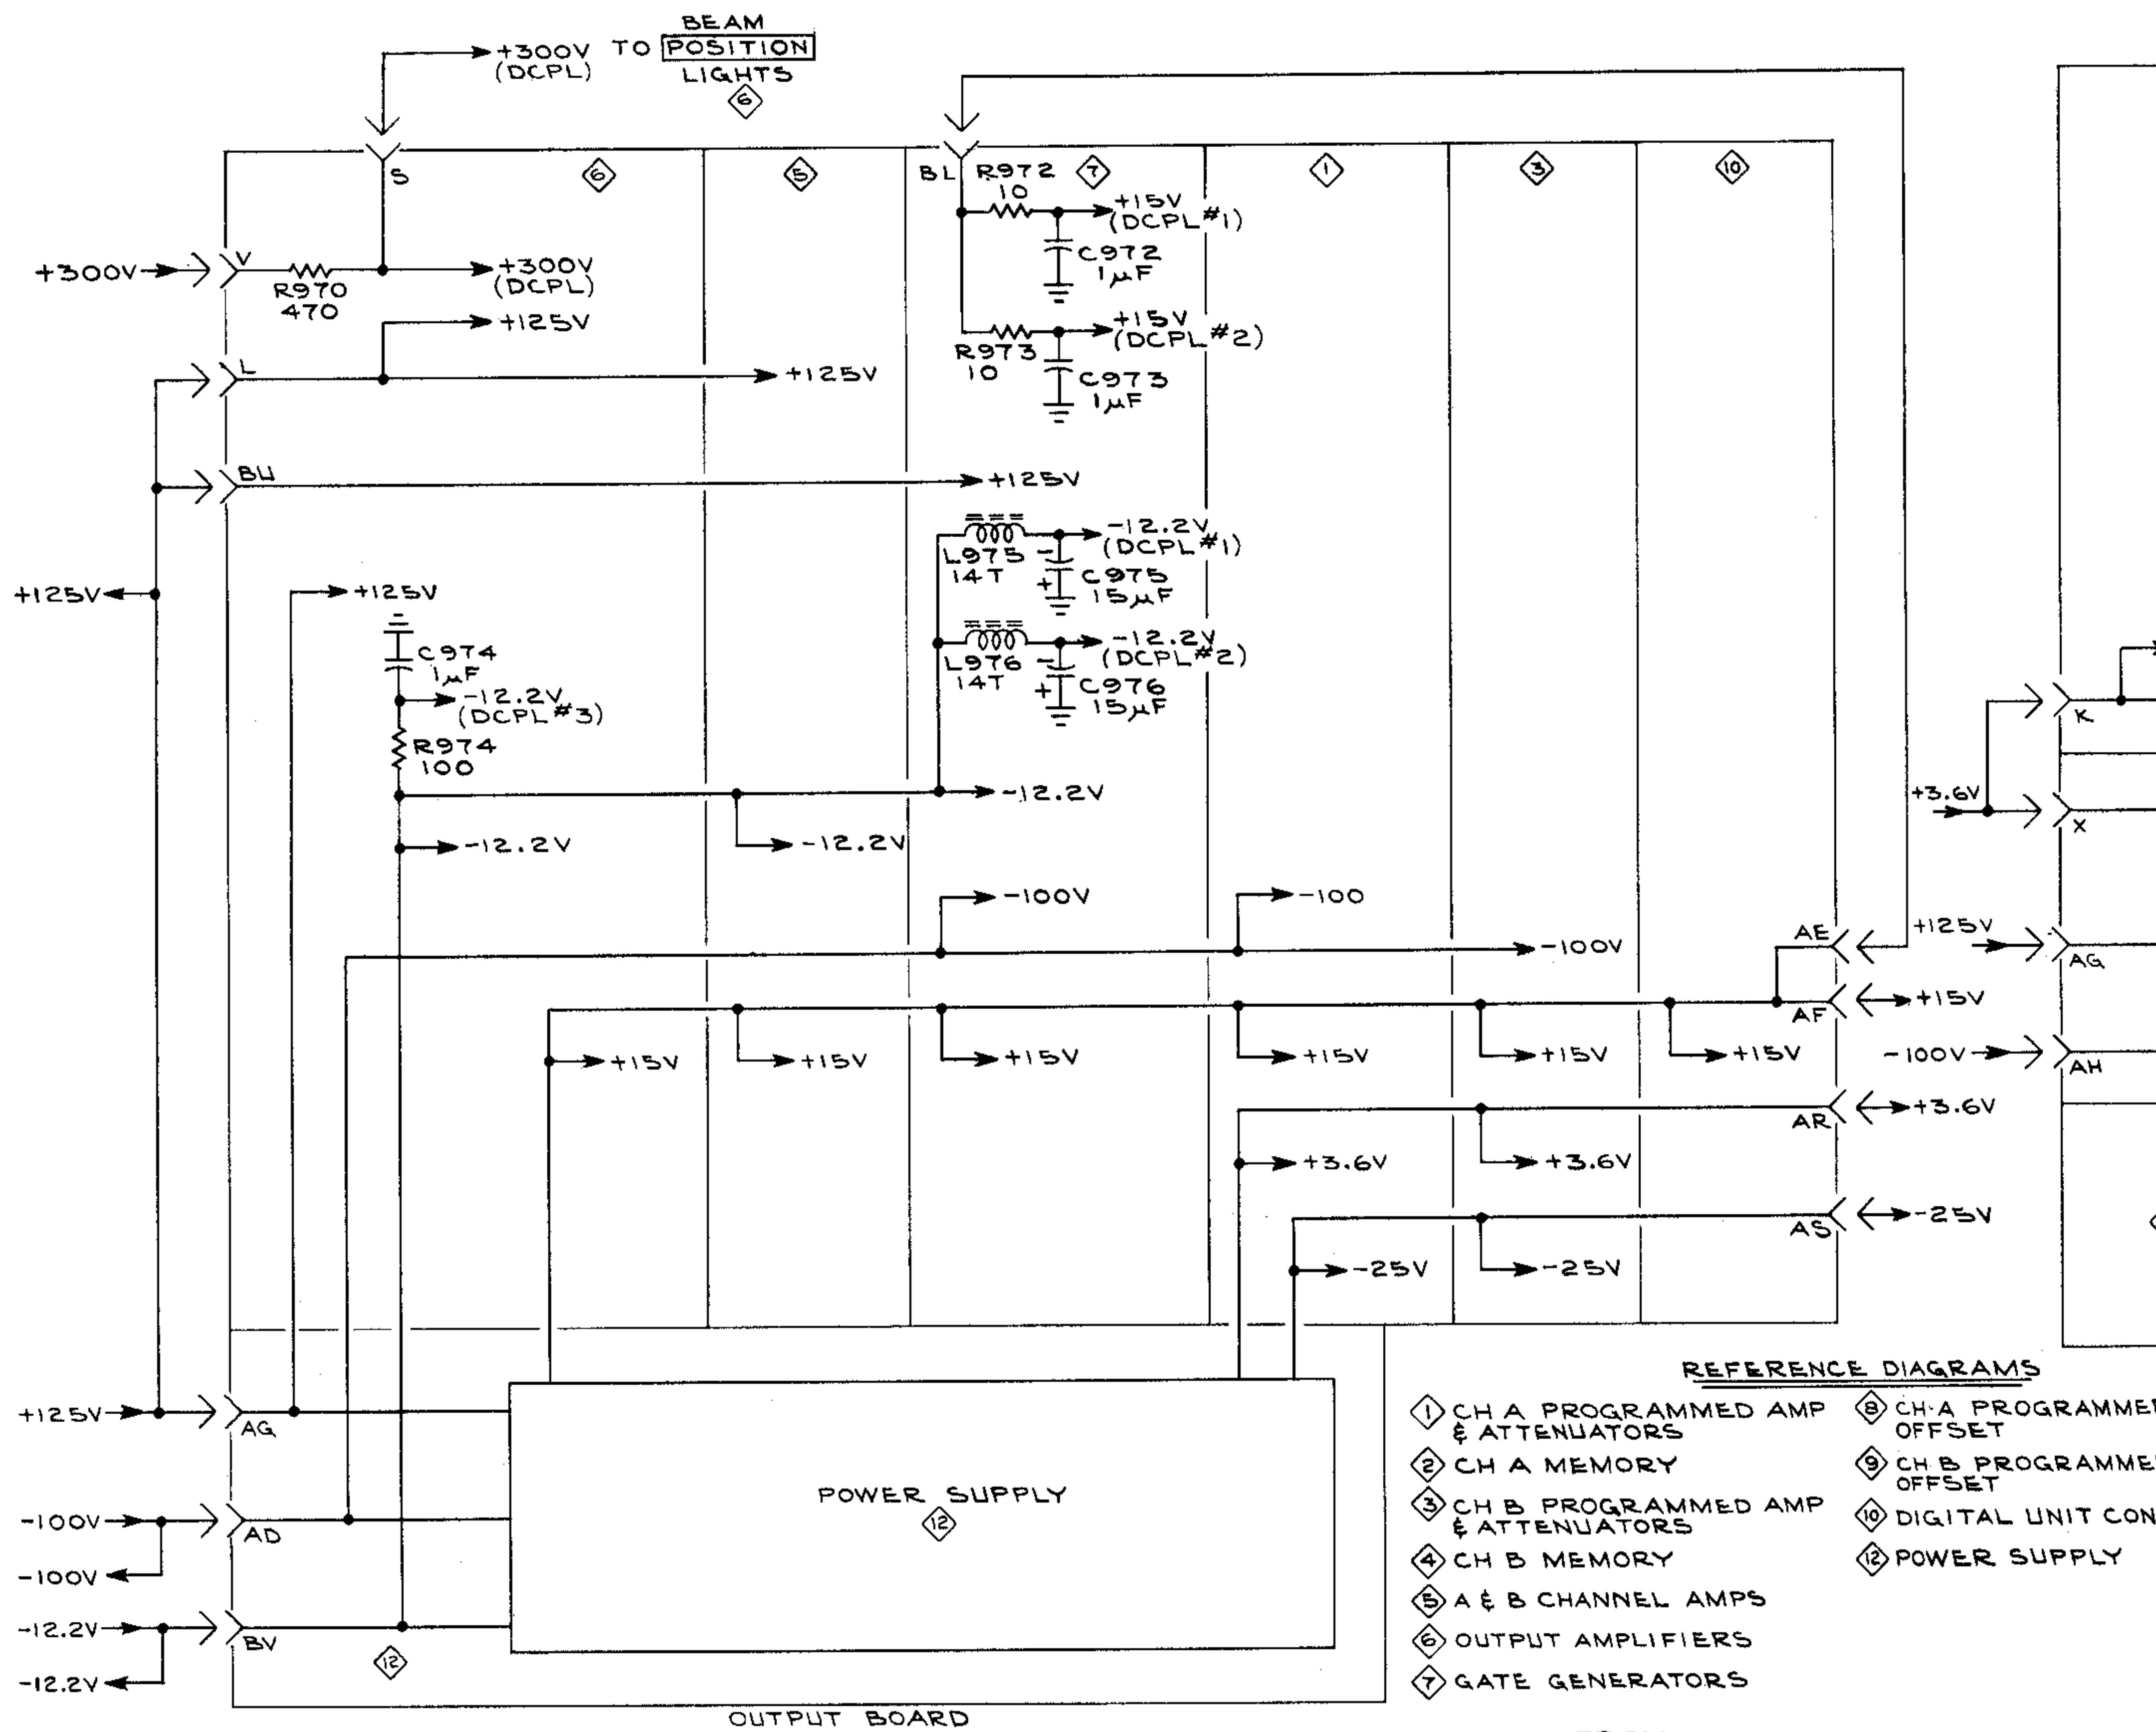 BEAM
+300V TO POSITION
(DCPL) LIGHTS
6
S
6
5
BL
R972
10
7
1
3
10
+15V
(DCPL #1)
C972
1µF
+300V
V
R970
470
+300V
(DCPL)
+125V
+15V
(DCPL #2)
R973
10
C973
1µF
L
+125V
BU
+125V
-12.2V
(DCPL #1)
L975
14T
C975
15µF
+125V
+125V
-12.2V
(DCPL #2)
L976
14T
C976
15µF
C974
1µF
-12.2V
(DCPL #3)
R974
100
K
-12.2V
+3.6V
X
-12.2V
-12.2V
-100V
-100
-100V
AE
+125V
AG
AF
+15V
+15V
+15V
+15V
+15V
+15V
+15V
-100V
AH
AR
+3.6V
+3.6V
+3.6V
AS
-25V
-25V
-25V
+125V
AG
-100V
AD
-100V
-12.2V
BV
-12.2V
12
POWER SUPPLY
12
OUTPUT BOARD
REFERENCE DIAGRAMS
1 CH A PROGRAMMED AMP
& ATTENUATORS
2 CH A MEMORY
3 CH B PROGRAMMED AMP
& ATTENUATORS
4 CH B MEMORY
5 A & B CHANNEL AMPS
6 OUTPUT AMPLIFIERS
7 GATE GENERATORS
8 CH A PROGRAMME
OFFSET
9 CH B PROGRAMME
OFFSET
10 DIGITAL UNIT CON
12 POWER SUPPLY